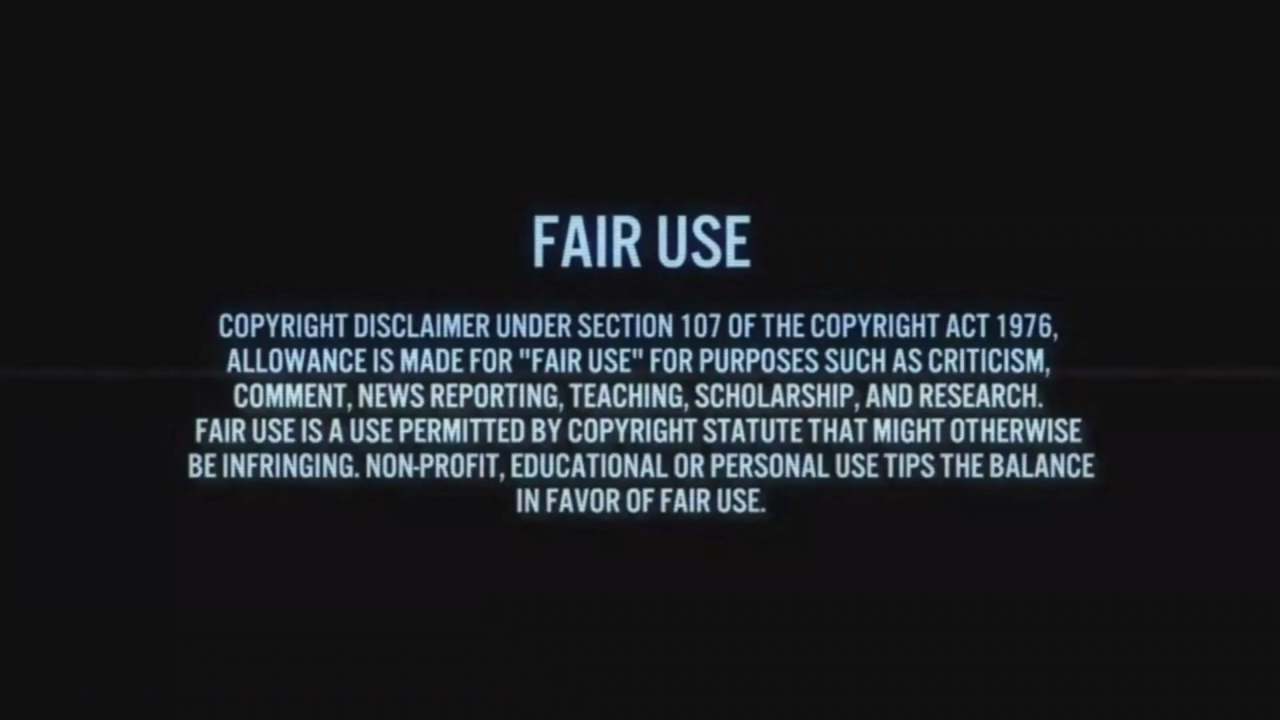 FAIR USE
COPYRIGHT DISCLAIMER UNDER SECTION 107 OF THE COPYRIGHT ACT 1976,
ALLOWANCE IS MADE FOR "FAIR USE" FOR PURPOSES SUCH AS CRITICISM,
COMMENT, NEWS REPORTING, TEACHING, SCHOLARSHIP, AND RESEARCH.
FAIR USE IS A USE PERMITTED BY COPYRIGHT STATUTE THAT MIGHT OTHERWISE
BE INFRINGING. NON-PROFIT, EDUCATIONAL OR PERSONAL USE TIPS THE BALANCE
IN FAVOR OF FAIR USE.